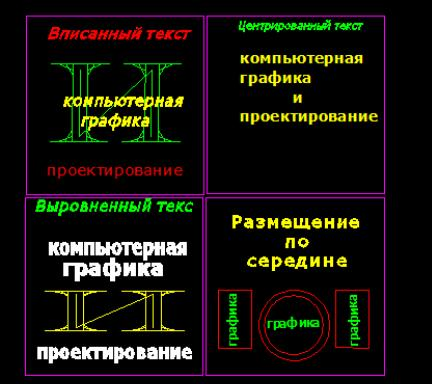 Вписанный текст
компьютерная
графика
проектирование
Центрированный текст
компьютерная
графика
и
проектирование
Выровненный текс
компьютерная
графика
И
проектирование
Размещение
по
середине
графика
графика
графика